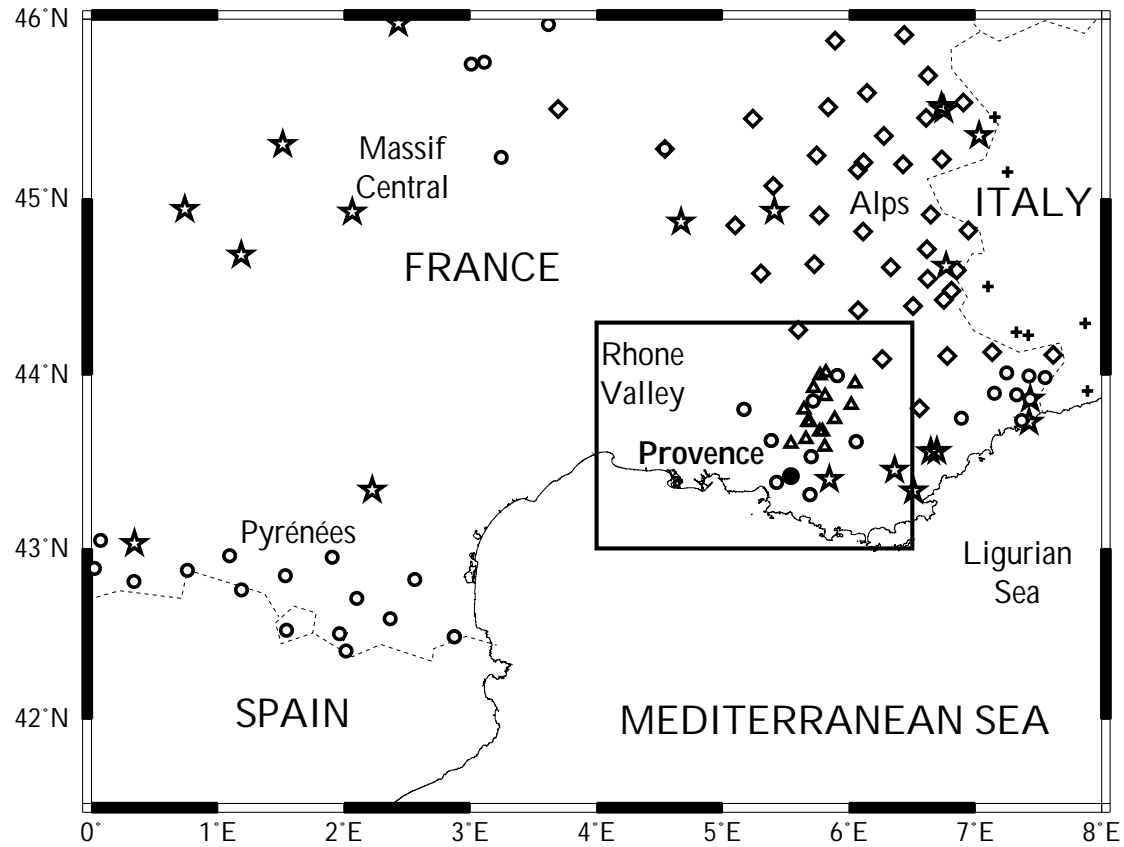 46°N
Massif
Central
45°N
Alps
ITALY
FRANCE
Rhone
Valley
44°N
Provence
Pyrénées
43°N
Ligurian
Sea
SPAIN
42°N
MEDITERRANEAN SEA
0°
1°E
2°E
3°E
4°E
5°E
6°E
7°E
8°E